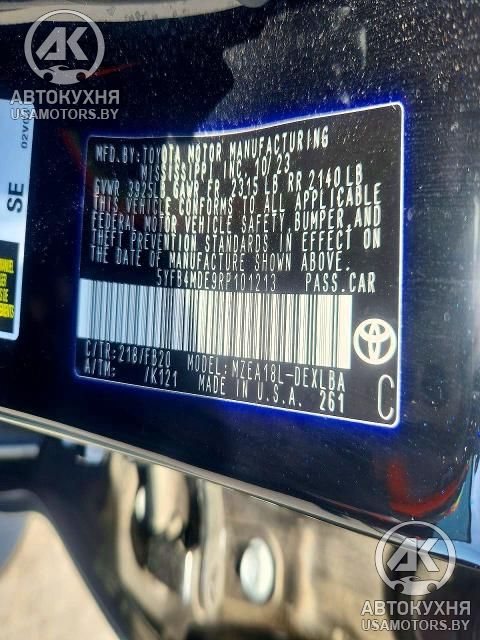 AK
АВТОКУХНЯ
USAMOTORS.BY
SE
MFD. BY: TOYOTA MOTOR MANUFACTURING
MISSISSIPPI INC. 10/23
GVWR 3925LB GAWR FR 2315 LB RR 2140 LB
THIS VEHICLE CONFORMS TO ALL APPLICABLE
FEDERAL MOTOR VEHICLE SAFETY BUMPER AND
THEFT PREVENTION STANDARDS IN EFFECT ON
THE DATE OF MANUFACTURE SHOWN ABOVE.
5YFB4MDE9RP101213 PASS. CAR
C/TR: 218/FB20 MODEL: MZEA18L-DEXLBA
A/TM: /K121 MADE IN U.S.A. 261
C
AK
АВТОКУХНЯ
USAMOTORS.BY